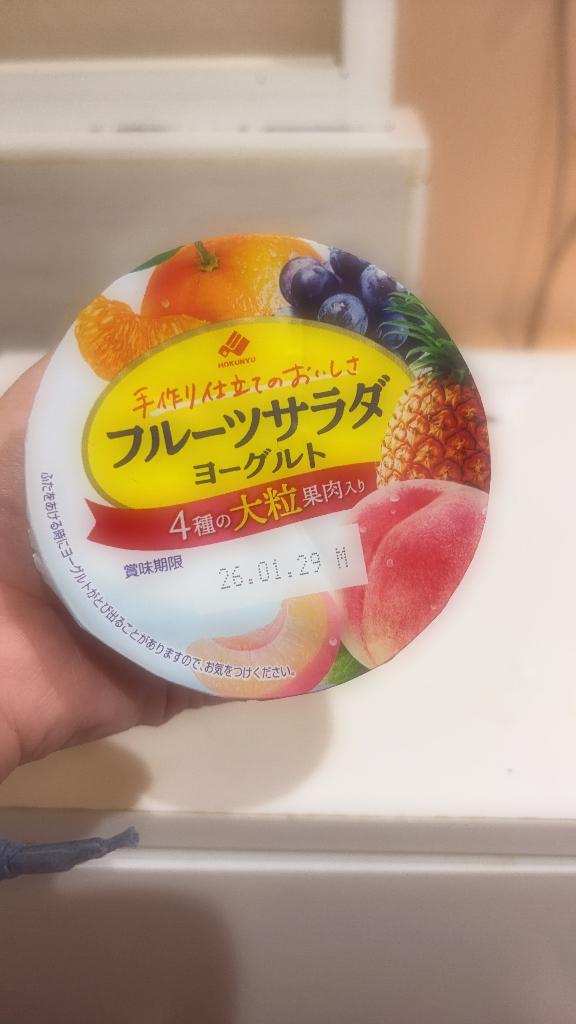 HOKUNYU
手作り仕立てのおいしさ
フルーツサラダ
ヨーグルト
4種の大粒果肉入り
賞味期限
26.01.29 M
ふたをあける時にヨーグルトがとび出ることがありますので、お気をつけください。